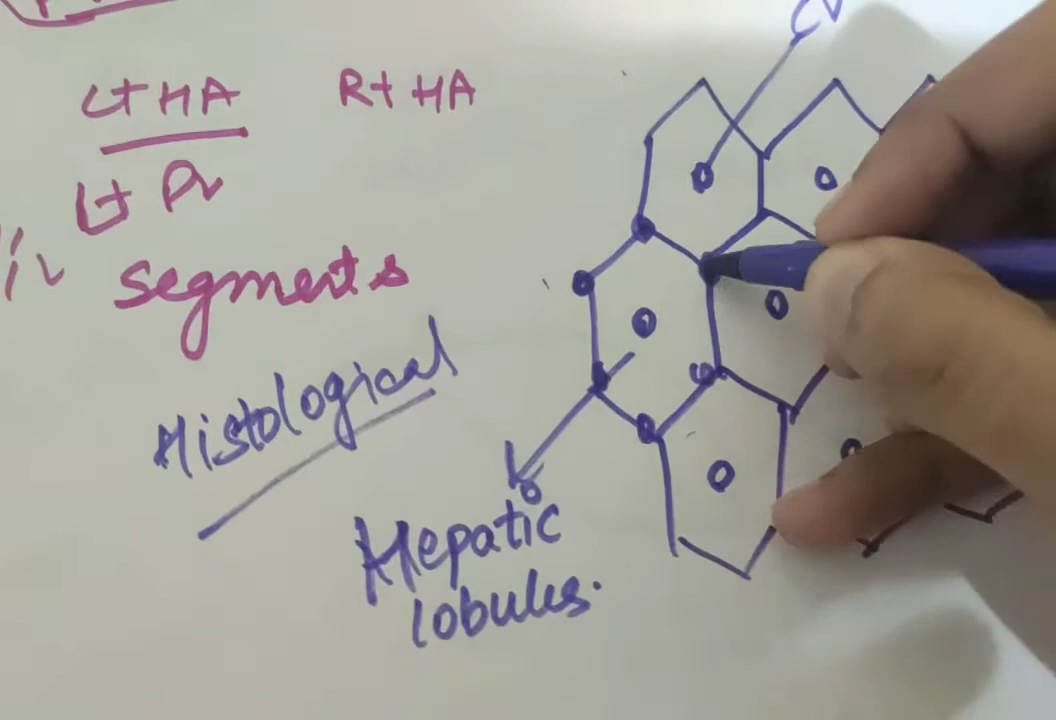 Lt HA Rt HA
Lt Pv
segments
Histological
CV
Hepatic
lobules.